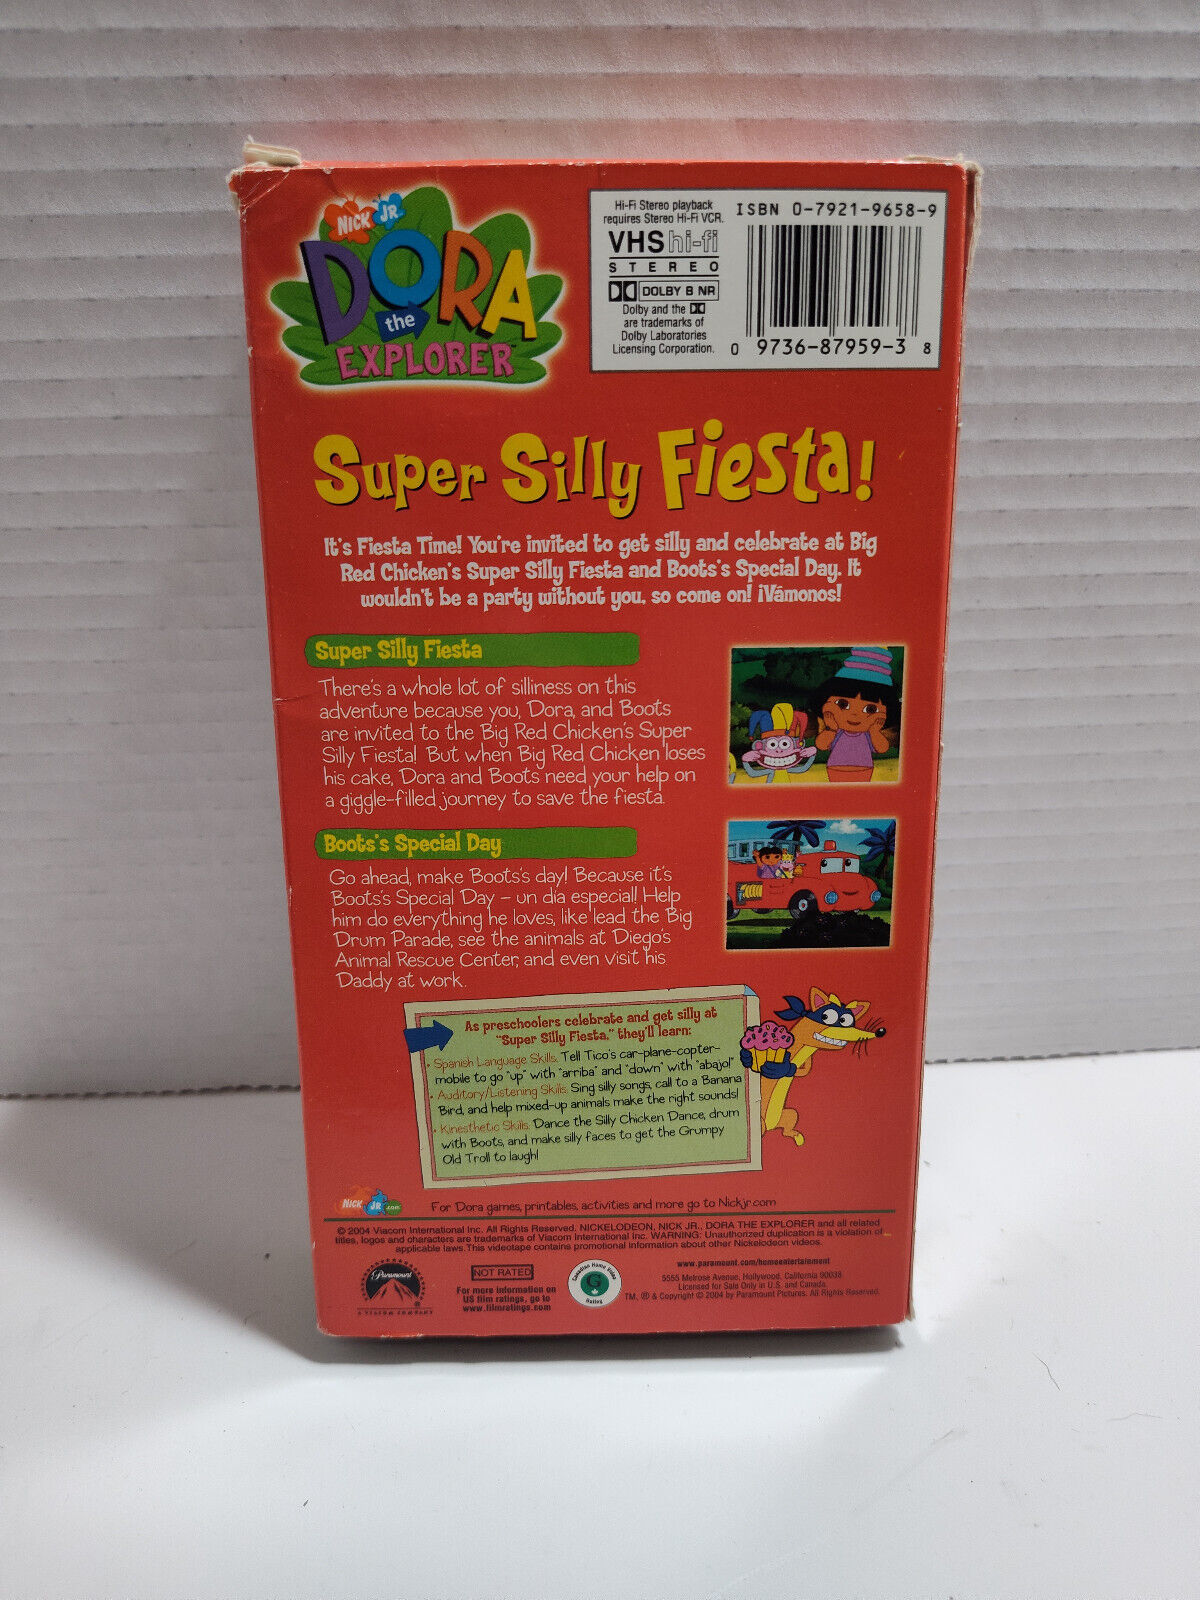 NICK JR.
DORA
the
EXPLORER™
Hi-Fi Stereo playback
requires Stereo Hi-Fi VCR.
VHS hi-fi
STEREO
DOLBY B NR
Dolby and the
are trademarks of
Dolby Laboratories
Licensing Corporation.
ISBN 0-7921-9658-9
0 9736-87959-3 8
Super Silly Fiesta!
It's Fiesta Time! You're invited to get silly and celebrate at Big
Red Chicken's Super Silly Fiesta and Boots's Special Day. It
wouldn't be a party without you, so come on! ¡Vámonos!
Super Silly Fiesta
There's a whole lot of silliness on this
adventure because you, Dora, and Boots
are invited to the Big Red Chicken's Super
Silly Fiesta! But when Big Red Chicken loses
his cake, Dora and Boots need your help on
a giggle-filled journey to save the fiesta.
Boots's Special Day
Go ahead, make Boots's day! Because it's
Boots's Special Day – un día especial! Help
him do everything he loves, like lead the Big
Drum Parade, see the animals at Diego's
Animal Rescue Center, and even visit his
Daddy at work.
As preschoolers celebrate and get silly at
"Super Silly Fiesta," they'll learn:
• Spanish Language Skills. Tell Tico's car-plane-copter-
mobile to go "up" with "arriba" and "down" with "abajo!"
• Auditory/Listening Skills. Sing silly songs, call to a Banana
Bird, and help mixed-up animals make the right sounds!
• Kinesthetic Skills. Dance the Silly Chicken Dance, drum
with Boots, and make silly faces to get the Grumpy
Old Troll to laugh!
NICK JR .com
For Dora games, printables, activities and more go to Nickjr.com
© 2004 Viacom International Inc. All Rights Reserved. NICKELODEON, NICK JR., DORA THE EXPLORER and all related
titles, logos and characters are trademarks of Viacom International Inc. WARNING: Unauthorized duplication is a violation of
applicable laws. This videotape contains promotional information about other Nickelodeon videos.
Paramount
A VIACOM COMPANY
NOT RATED
For more information on
US film ratings, go to
www.filmratings.com
Canadian Home Video
G
Rated
www.paramount.com/homeentertainment
5555 Melrose Avenue, Hollywood, California 90038
Licensed for Sale Only in U.S. and Canada.
TM, ® & Copyright © 2004 by Paramount Pictures. All Rights Reserved.